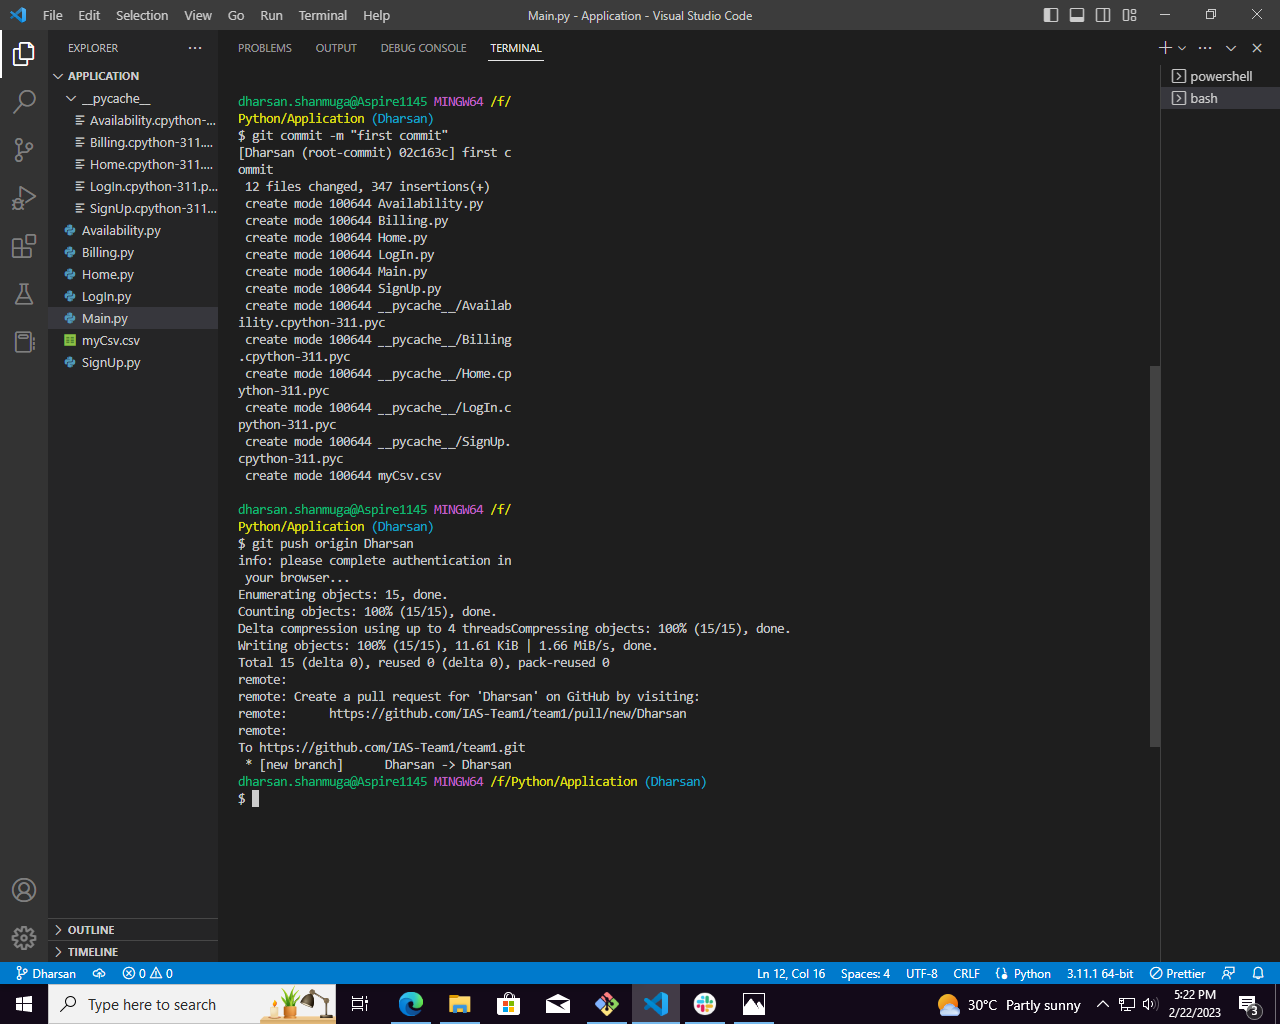 File Edit Selection View Go Run Terminal Help Main.py - Application - Visual Studio Code
EXPLORER ··· PROBLEMS OUTPUT DEBUG CONSOLE TERMINAL
APPLICATION
__pycache__
Availability.cpython-...
Billing.cpython-311....
Home.cpython-311....
LogIn.cpython-311.p...
SignUp.cpython-311...
Availability.py
Billing.py
Home.py
LogIn.py
Main.py
myCsv.csv
SignUp.py
OUTLINE
TIMELINE
dharsan.shanmuga@Aspire1145 MINGW64 /f/
Python/Application (Dharsan)
$ git commit -m "first commit"
[Dharsan (root-commit) 02c163c] first c
ommit
12 files changed, 347 insertions(+)
create mode 100644 Availability.py
create mode 100644 Billing.py
create mode 100644 Home.py
create mode 100644 LogIn.py
create mode 100644 Main.py
create mode 100644 SignUp.py
create mode 100644 __pycache__/Availab
ility.cpython-311.pyc
create mode 100644 __pycache__/Billing
.cpython-311.pyc
create mode 100644 __pycache__/Home.cp
ython-311.pyc
create mode 100644 __pycache__/LogIn.c
python-311.pyc
create mode 100644 __pycache__/SignUp.
cpython-311.pyc
create mode 100644 myCsv.csv
dharsan.shanmuga@Aspire1145 MINGW64 /f/
Python/Application (Dharsan)
$ git push origin Dharsan
info: please complete authentication in
your browser...
Enumerating objects: 15, done.
Counting objects: 100% (15/15), done.
Delta compression using up to 4 threadsCompressing objects: 100% (15/15), done.
Writing objects: 100% (15/15), 11.61 KiB | 1.66 MiB/s, done.
Total 15 (delta 0), reused 0 (delta 0), pack-reused 0
remote:
remote: Create a pull request for 'Dharsan' on GitHub by visiting:
remote:      https://github.com/IAS-Team1/team1/pull/new/Dharsan
remote:
To https://github.com/IAS-Team1/team1.git
* [new branch]      Dharsan -> Dharsan
dharsan.shanmuga@Aspire1145 MINGW64 /f/Python/Application (Dharsan)
$
powershell
bash
Dharsan 0 0 Ln 12, Col 16 Spaces: 4 UTF-8 CRLF Python 3.11.1 64-bit Prettier
Type here to search 30°C Partly sunny 5:22 PM
2/22/2023 3